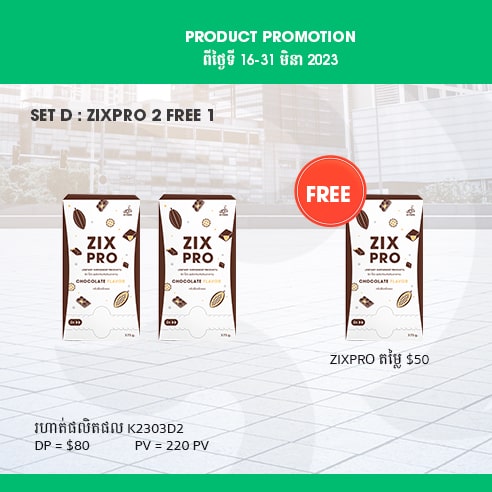 PRODUCT PROMOTION
ពីថ្ងៃទី 16-31 មិនា 2023
SET D : ZIXPRO 2 FREE 1
FREE
ZIX
PRO
CHOCOLATE FLAVOR
ZIX
PRO
CHOCOLATE FLAVOR
ZIX
PRO
CHOCOLATE FLAVOR
ZIXPRO តម្លៃ $50
រហាត់ផលិតផល K2303D2
DP = $80 PV = 220 PV